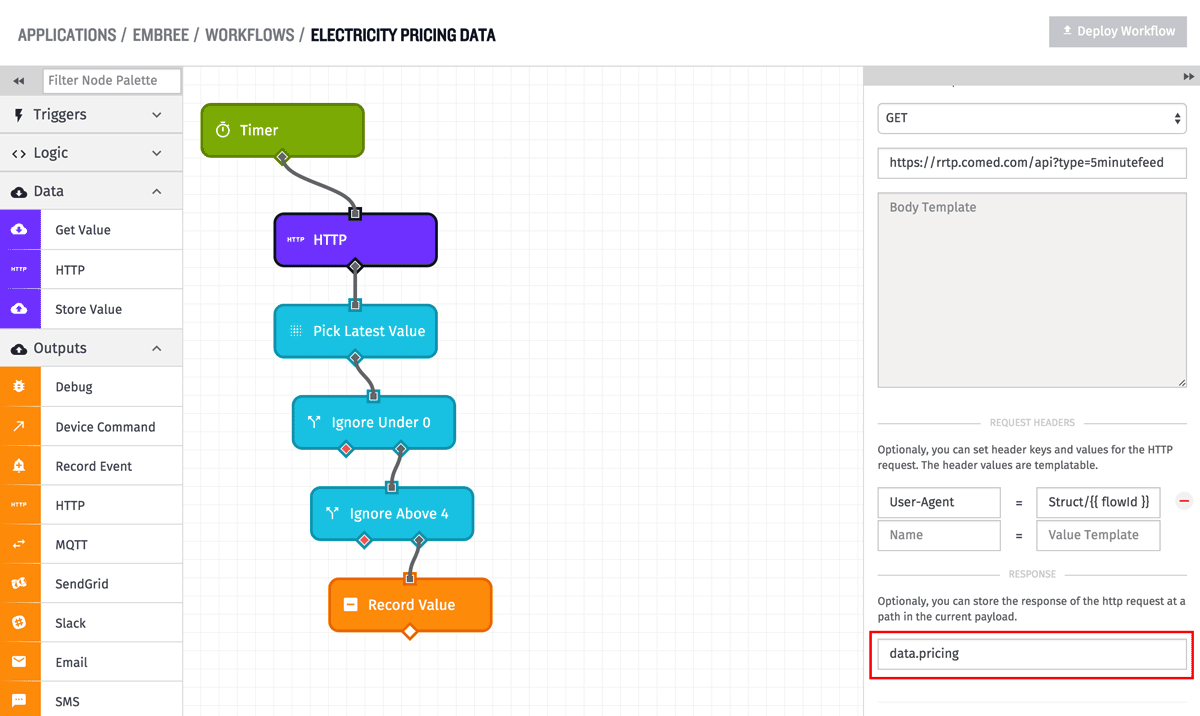 APPLICATIONS / EMBREE / WORKFLOWS / ELECTRICITY PRICING DATA
Deploy Workflow
Filter Node Palette
Triggers
Logic
Data
Get Value
HTTP
HTTP
Store Value
Outputs
Debug
Device Command
Record Event
HTTP
HTTP
MQTT
SendGrid
Slack
Email
SMS
Timer
HTTP
HTTP
Pick Latest Value
Ignore Under 0
Ignore Above 4
Record Value
GET
https://rrtp.comed.com/api?type=5minutefeed
Body Template
REQUEST HEADERS
Optionaly, you can set header keys and values for the HTTP
request. The header values are templatable.
User-Agent = Struct/{{ flowId }}
Name = Value Template
RESPONSE
Optionaly, you can store the response of the http request at a
path in the current payload.
data.pricing